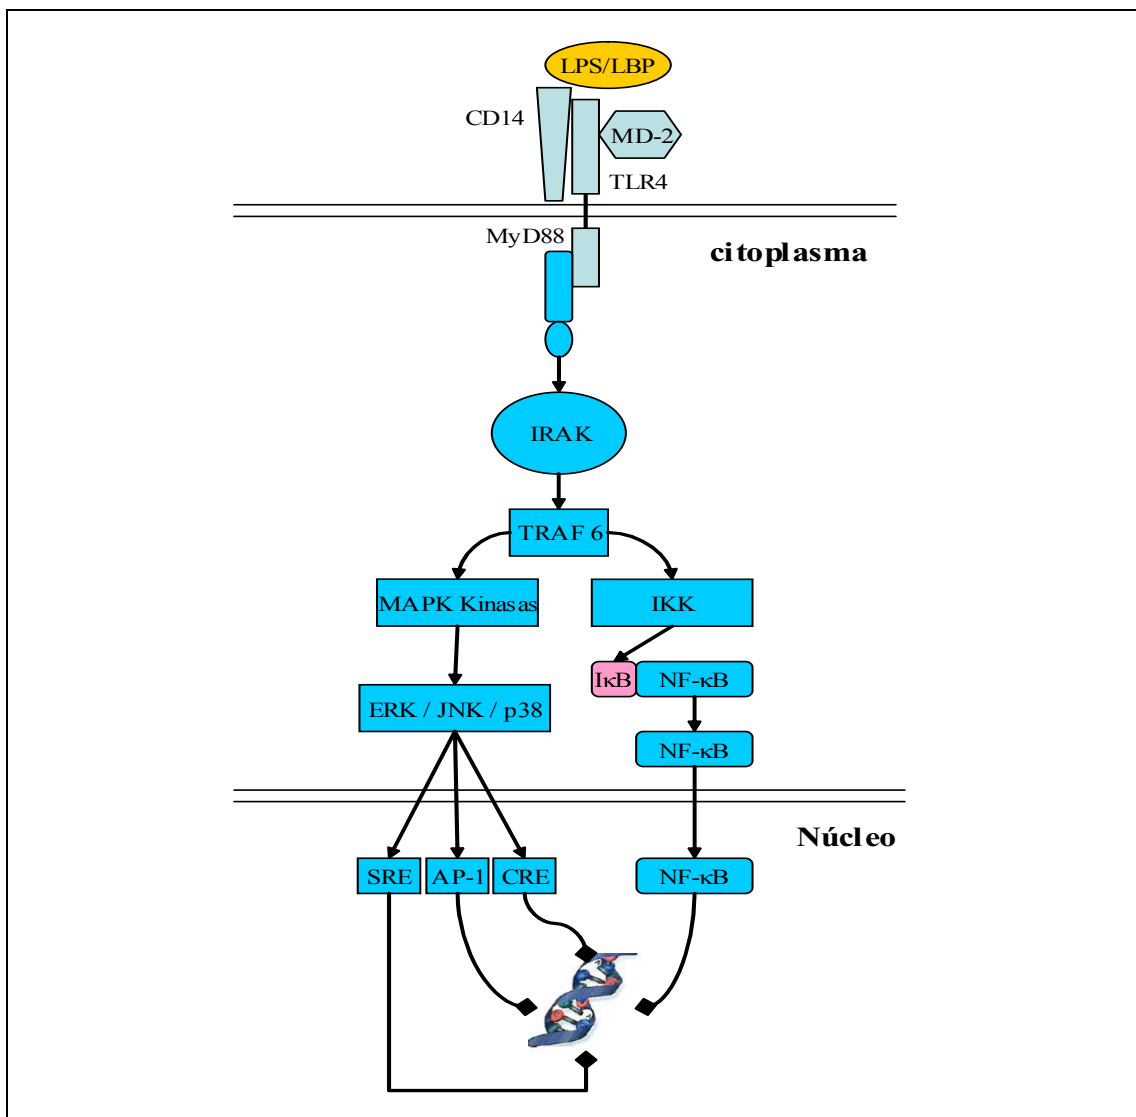 LPS/LBP
CD14
MD-2
TLR4
MyD88
citoplasma
IRAK
TRAF 6
MAPK Kinasas
IKK
IκB
NF-κB
ERK / JNK / p38
NF-κB
Núcleo
SRE
AP-1
CRE
NF-κB